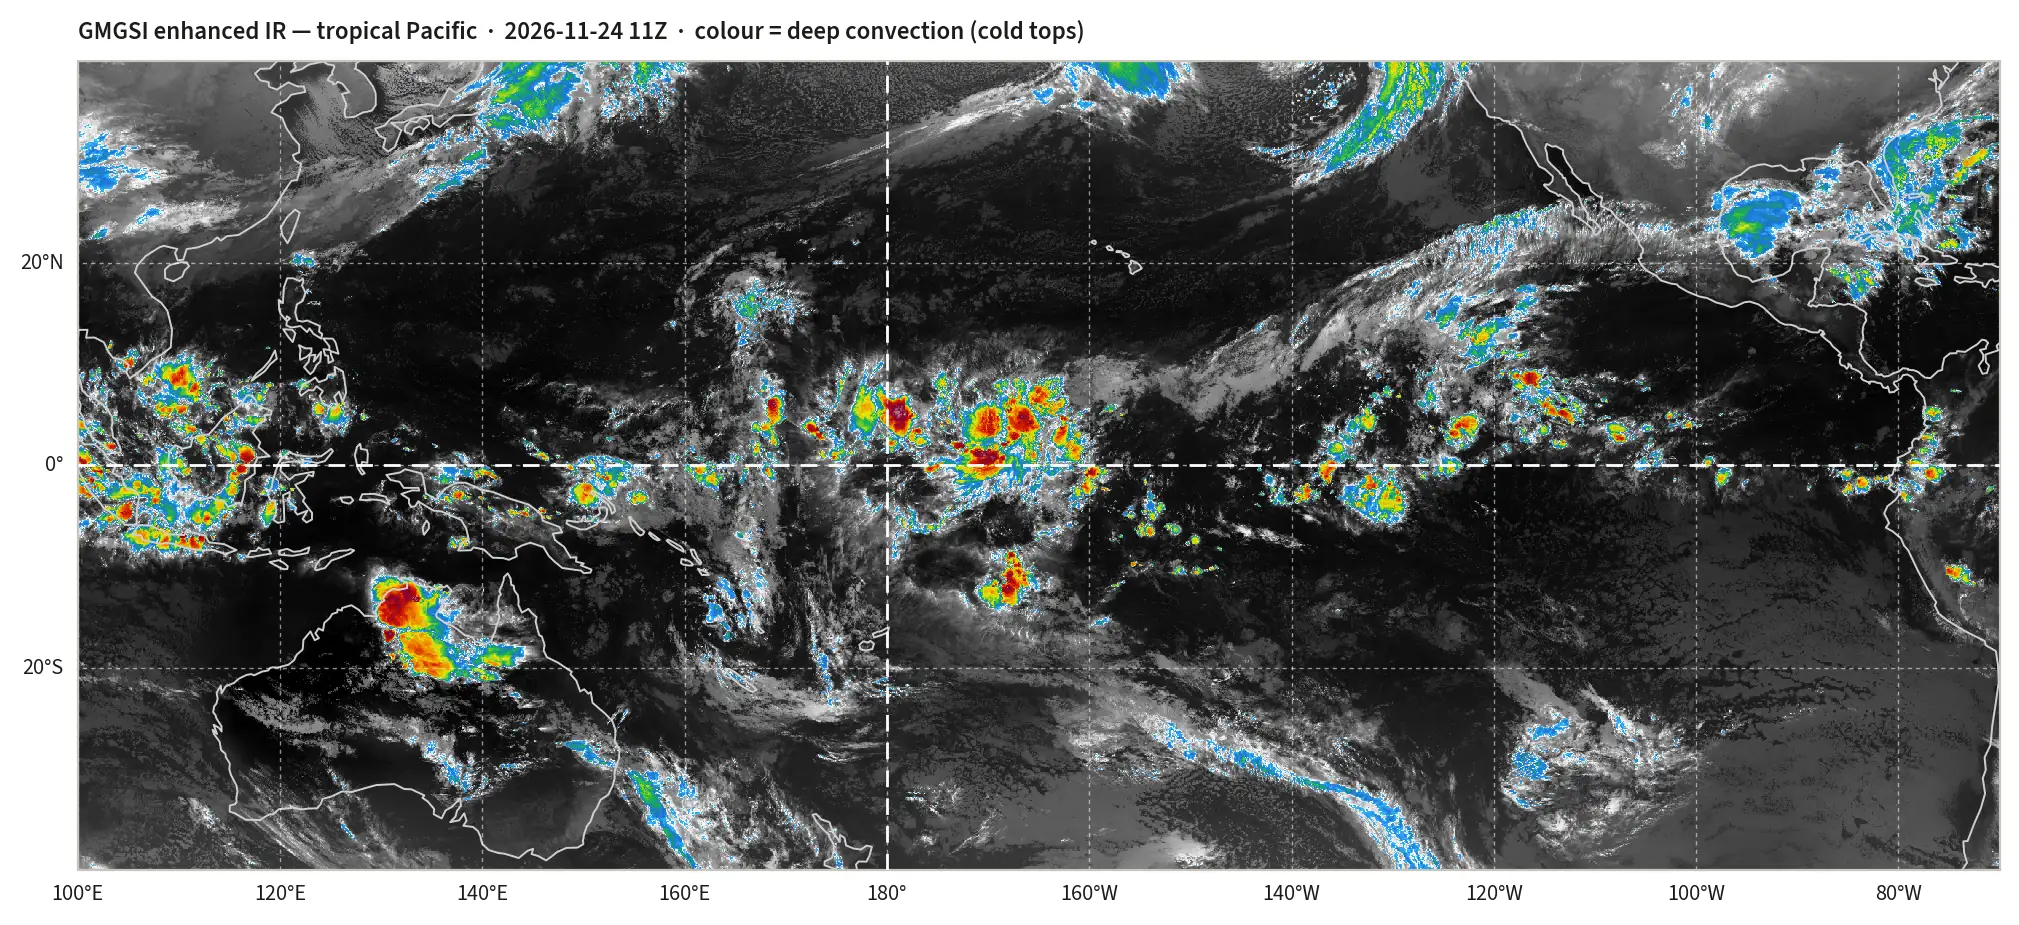 GMGSI enhanced IR — tropical Pacific · 2026-11-24 11Z · colour = deep convection (cold tops)
20°N
0°
20°S
100°E 120°E 140°E 160°E 180° 160°W 140°W 120°W 100°W 80°W